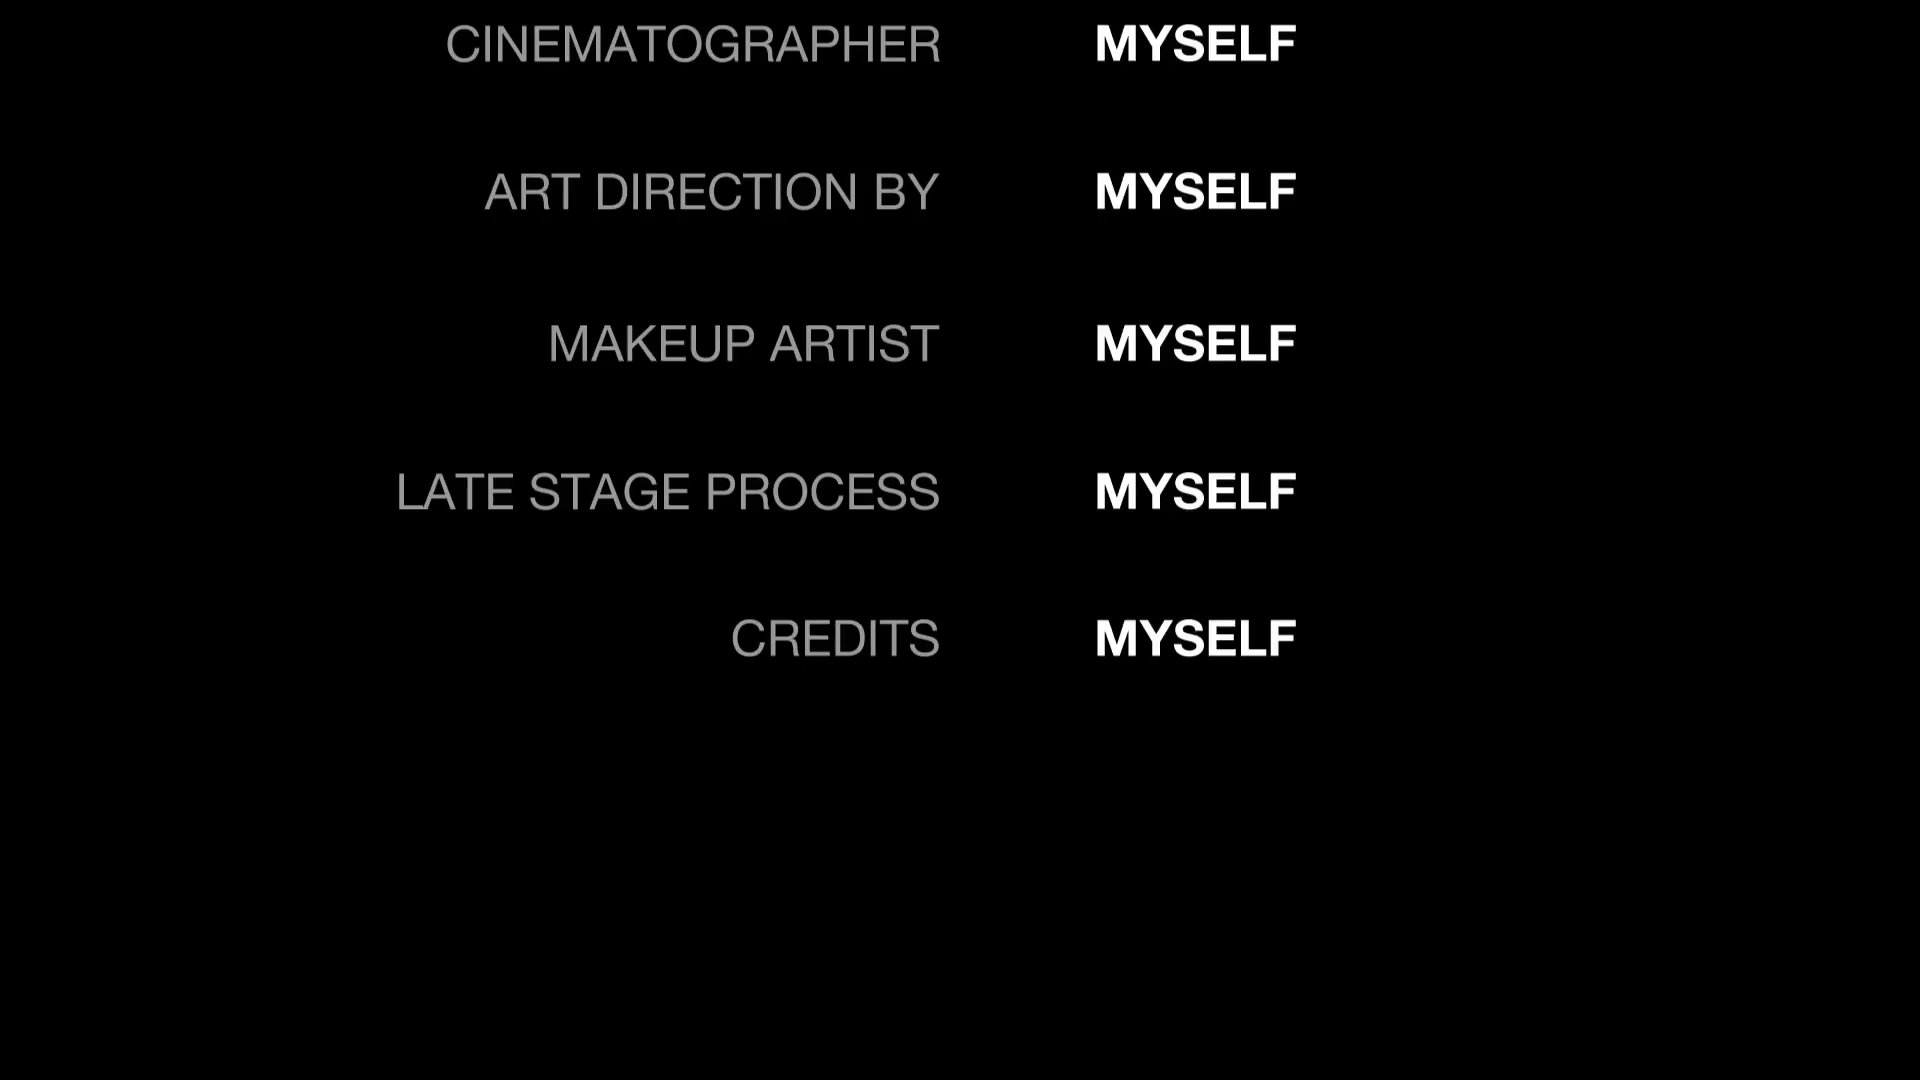 CINEMATOGRAPHER MYSELF
ART DIRECTION BY MYSELF
MAKEUP ARTIST MYSELF
LATE STAGE PROCESS MYSELF
CREDITS MYSELF